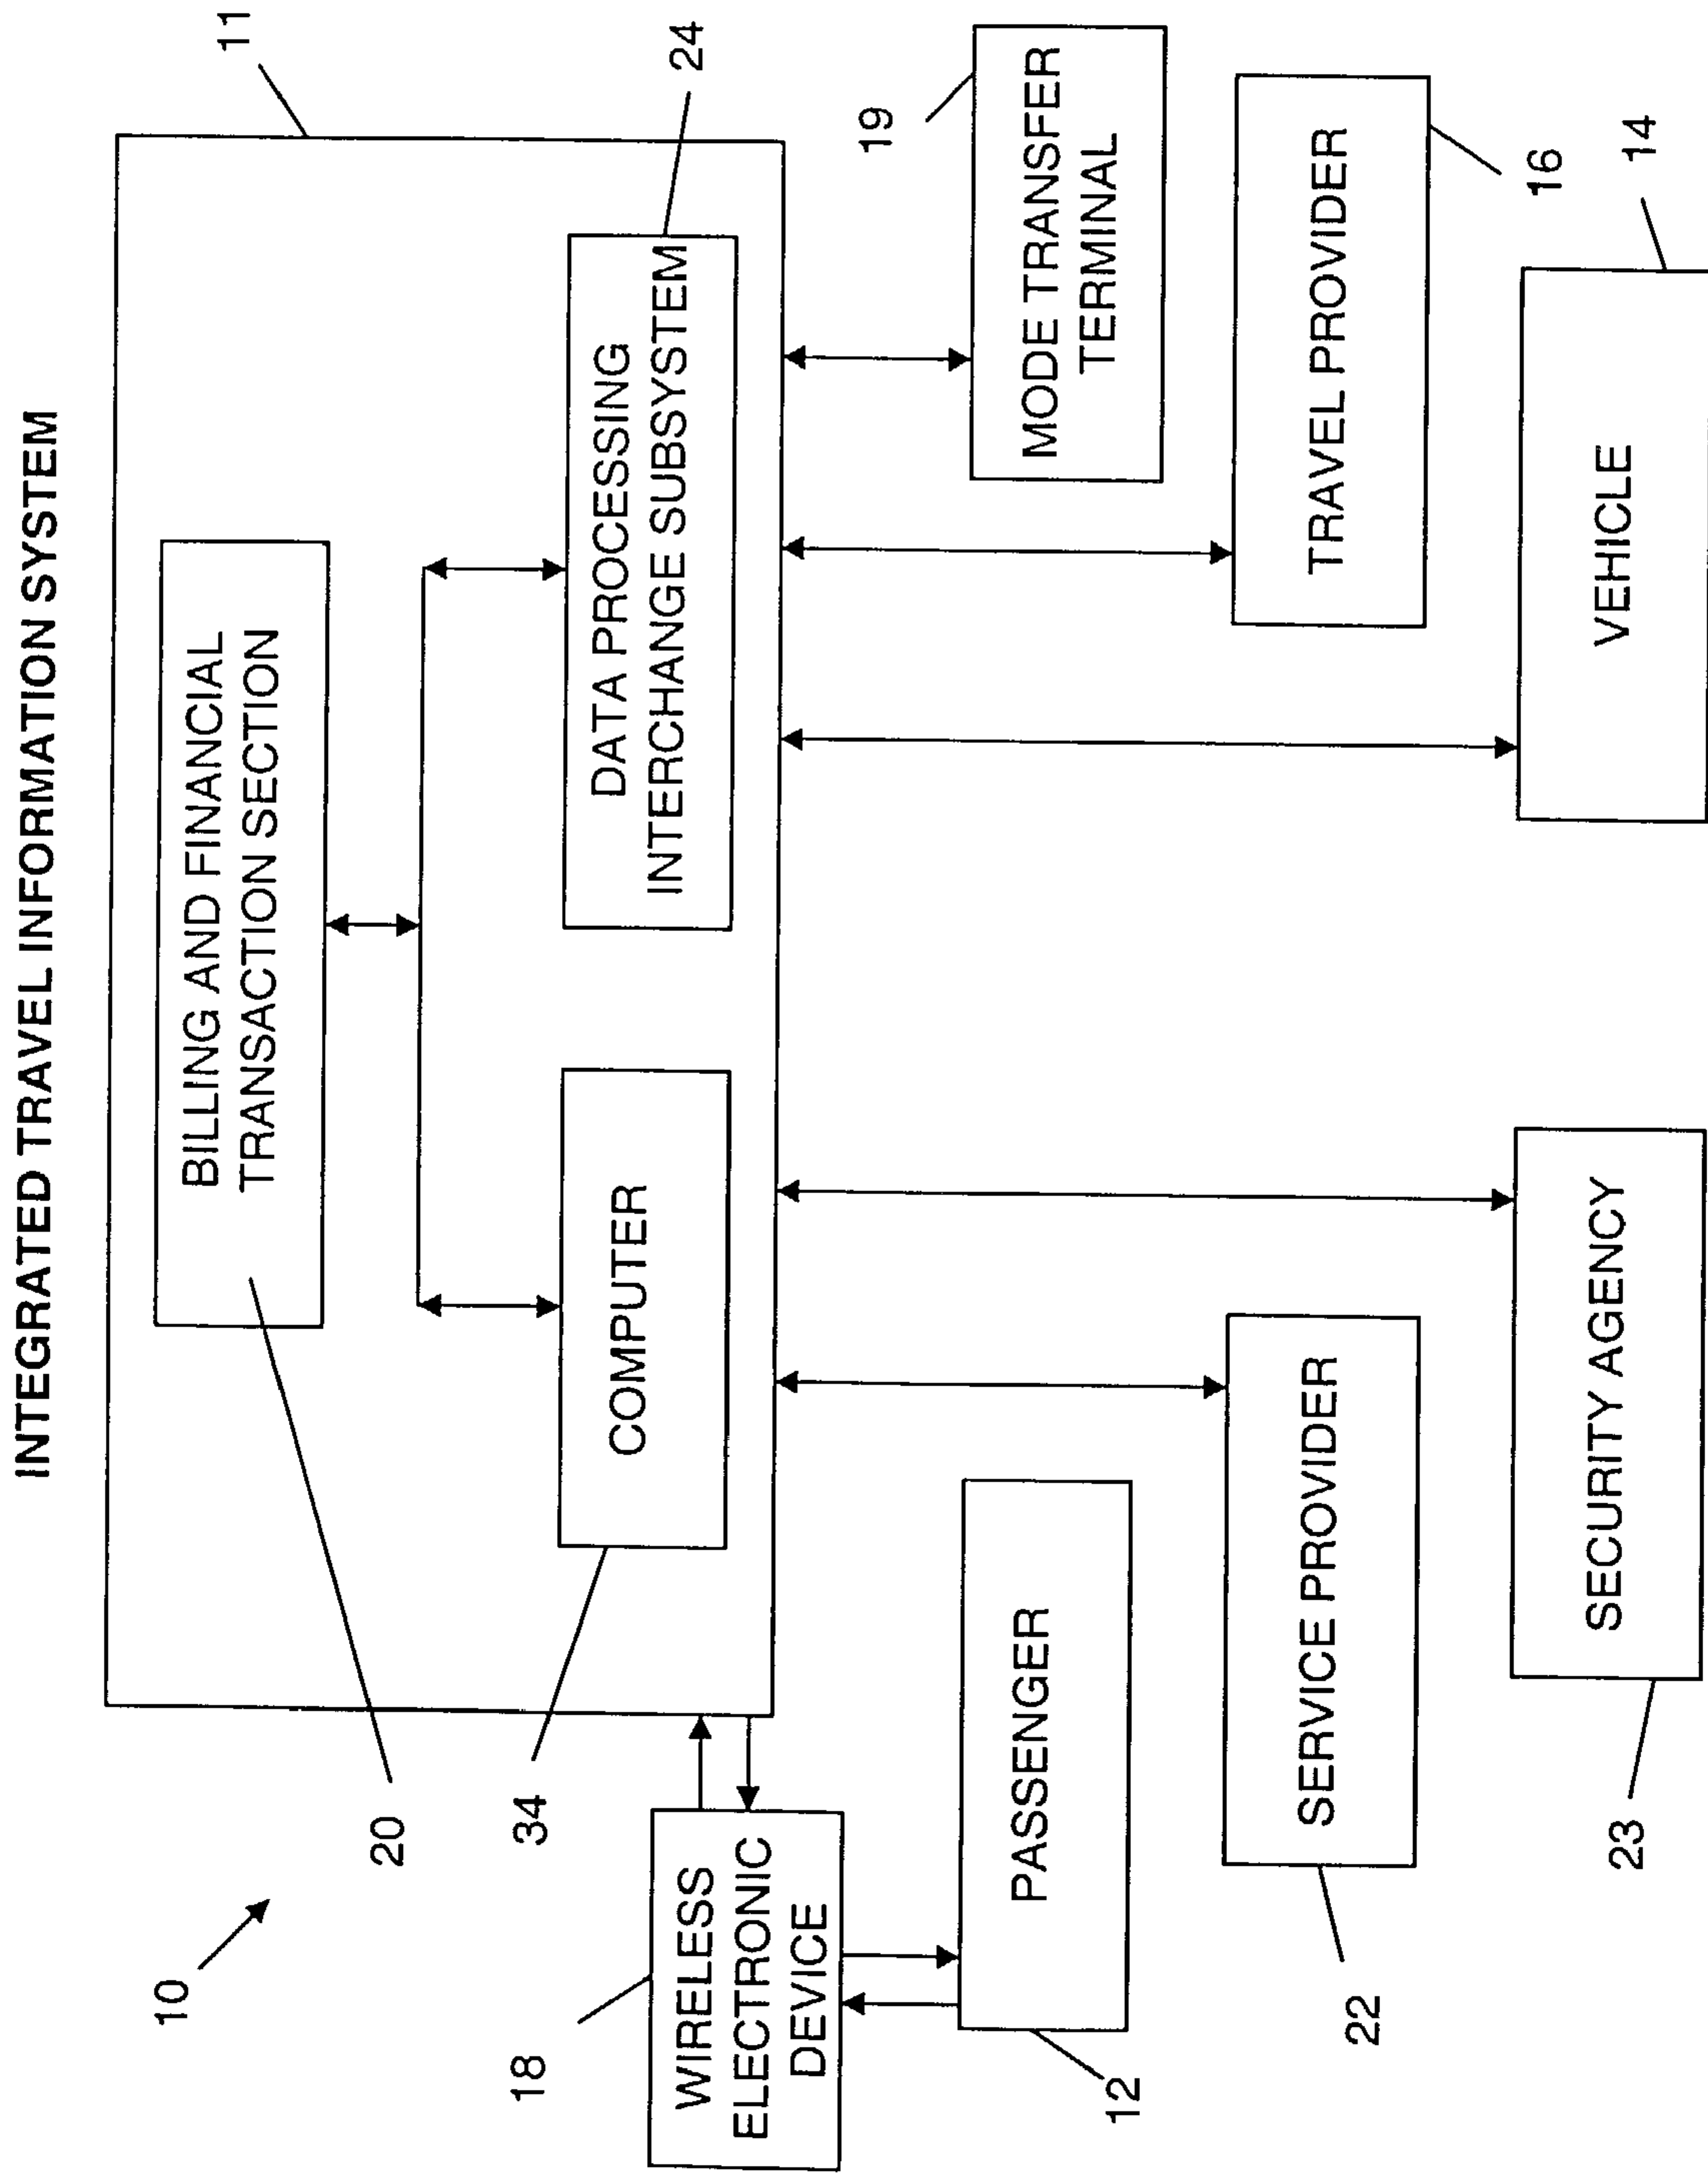 INTEGRATED TRAVEL INFORMATION SYSTEM
10
11
20
BILLING AND FINANCIAL
TRANSACTION SECTION
34
COMPUTER
DATA PROCESSING
INTERCHANGE SUBSYSTEM
24
18
WIRELESS
ELECTRONIC
DEVICE
12
PASSENGER
19
MODE TRANSFER
TERMINAL
22
SERVICE PROVIDER
TRAVEL PROVIDER
16
23
SECURITY AGENCY
VEHICLE
14